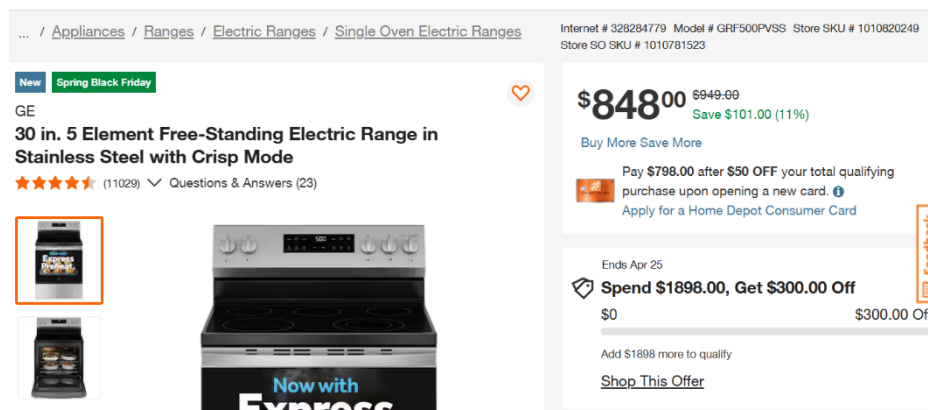 ... / Appliances / Ranges / Electric Ranges / Single Oven Electric Ranges
Internet # 328284779 Model # GRF500PVSS Store SKU # 1010820249
Store SO SKU # 1010781523
New Spring Black Friday
GE
30 in. 5 Element Free-Standing Electric Range in
Stainless Steel with Crisp Mode
(11029) Questions & Answers (23)
$84800 $949.00
Save $101.00 (11%)
Buy More Save More
Pay $798.00 after $50 OFF your total qualifying
purchase upon opening a new card.
Apply for a Home Depot Consumer Card
Ends Apr 25
Spend $1898.00, Get $300.00 Off
$0 $300.00 Of
Add $1898 more to qualify
Shop This Offer
Now with
Express
Preheat.
Now with
Express